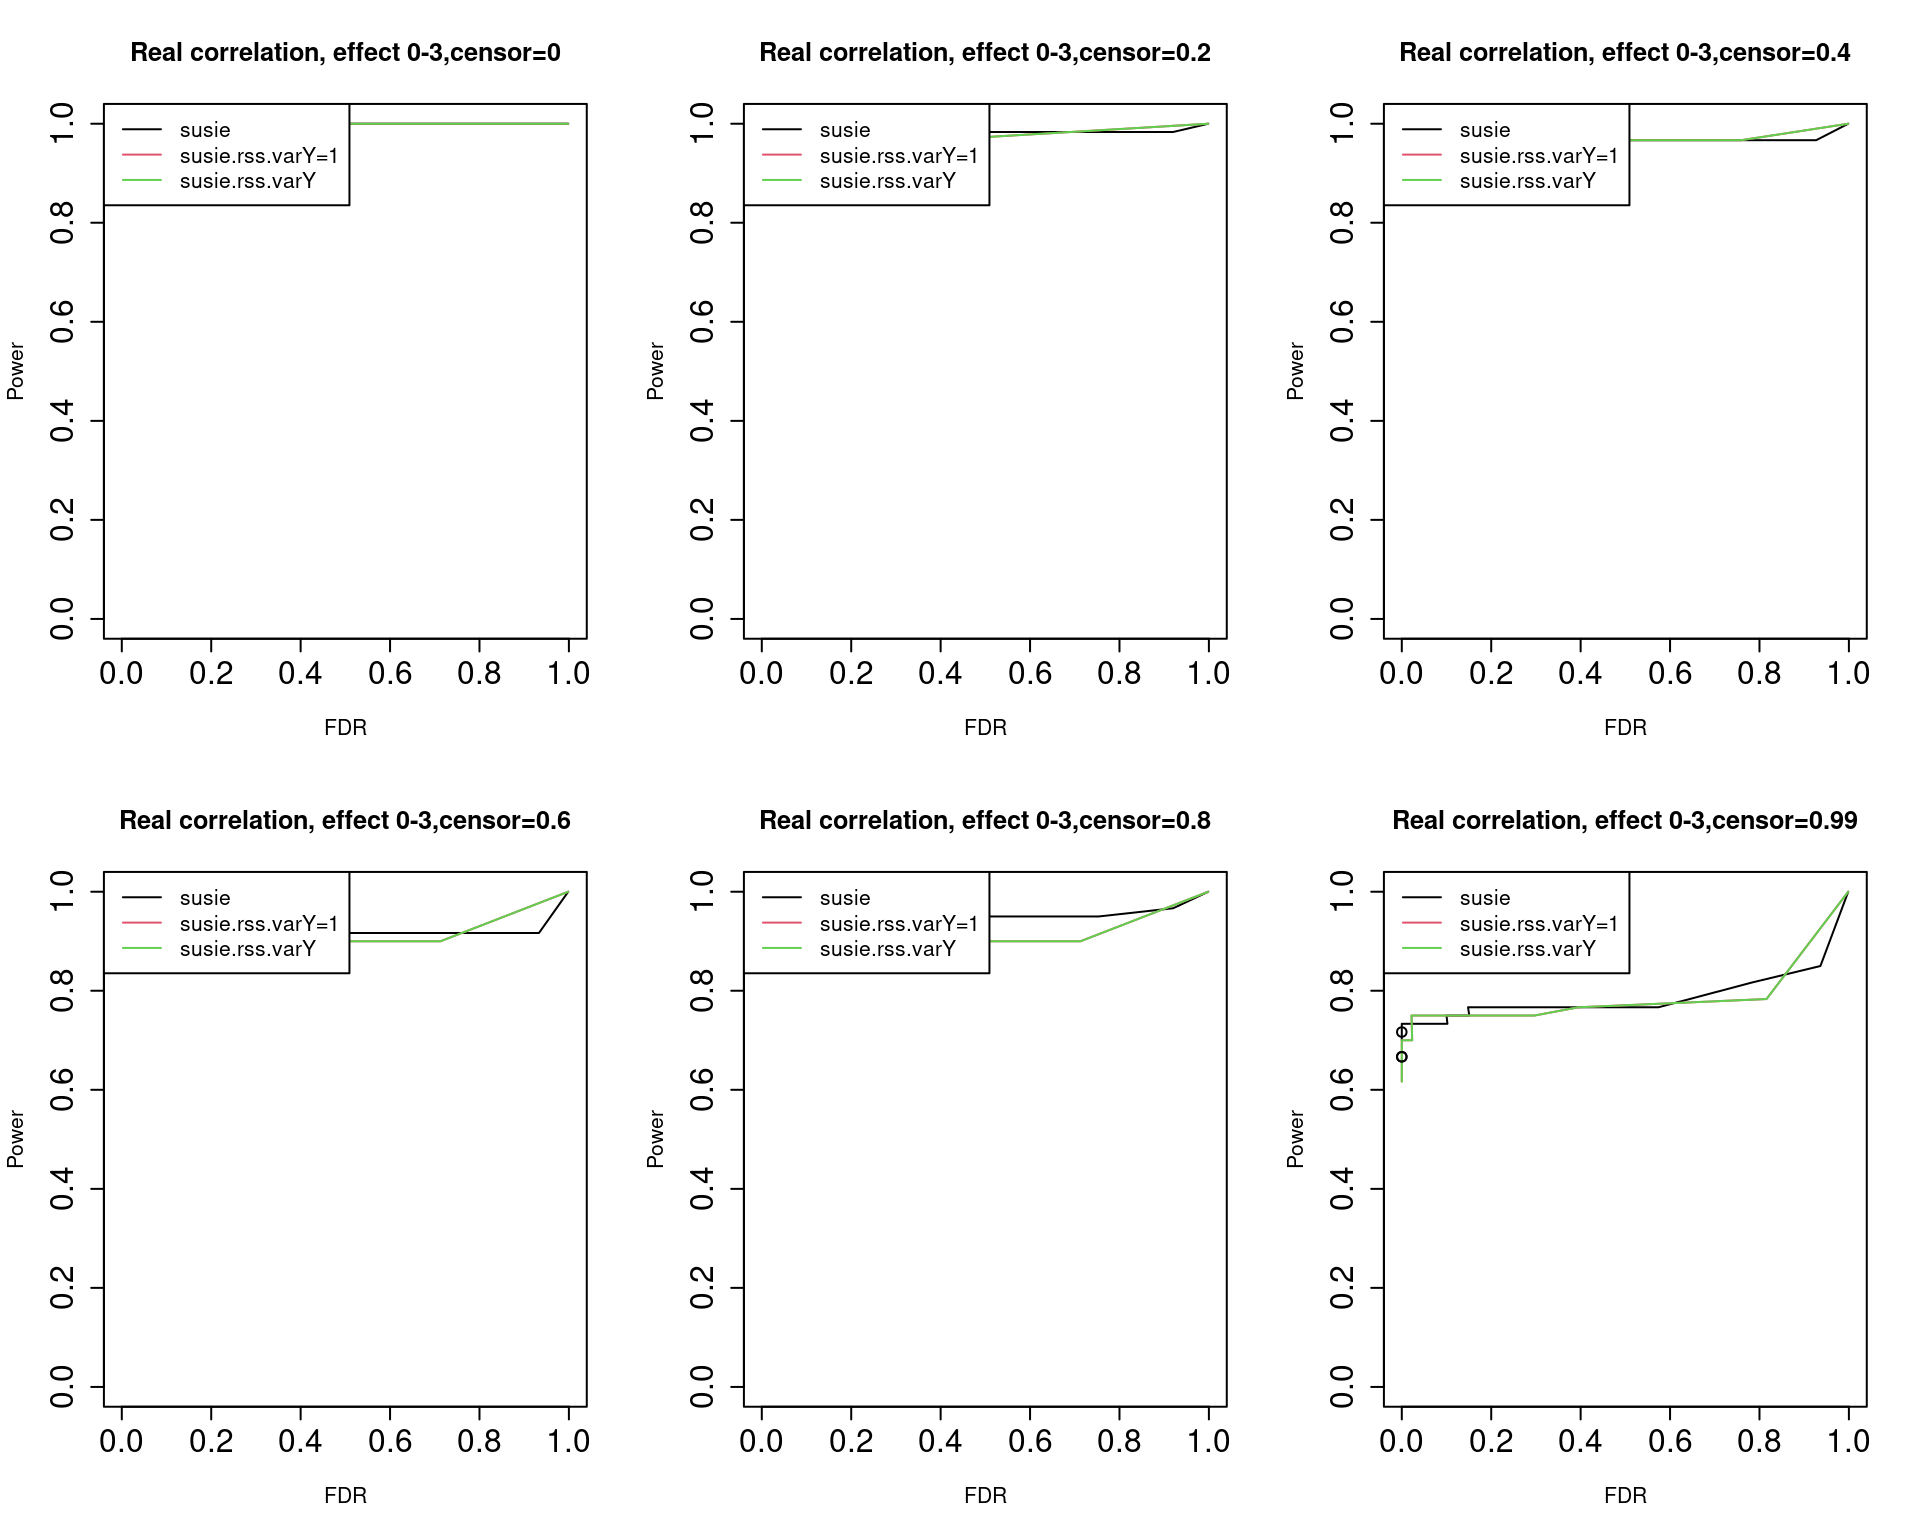 Real correlation, effect 0-3,censor=0
susie
susie.rss.varY=1
susie.rss.varY
1.0
0.8
0.6
0.4
0.2
0.0
Power
0.0 0.2 0.4 0.6 0.8 1.0
FDR
Real correlation, effect 0-3,censor=0.2
susie
susie.rss.varY=1
susie.rss.varY
1.0
0.8
0.6
0.4
0.2
0.0
Power
0.0 0.2 0.4 0.6 0.8 1.0
FDR
Real correlation, effect 0-3,censor=0.4
susie
susie.rss.varY=1
susie.rss.varY
1.0
0.8
0.6
0.4
0.2
0.0
Power
0.0 0.2 0.4 0.6 0.8 1.0
FDR
Real correlation, effect 0-3,censor=0.6
susie
susie.rss.varY=1
susie.rss.varY
1.0
0.8
0.6
0.4
0.2
0.0
Power
0.0 0.2 0.4 0.6 0.8 1.0
FDR
Real correlation, effect 0-3,censor=0.8
susie
susie.rss.varY=1
susie.rss.varY
1.0
0.8
0.6
0.4
0.2
0.0
Power
0.0 0.2 0.4 0.6 0.8 1.0
FDR
Real correlation, effect 0-3,censor=0.99
susie
susie.rss.varY=1
susie.rss.varY
1.0
0.8
0.6
0.4
0.2
0.0
Power
0.0 0.2 0.4 0.6 0.8 1.0
FDR